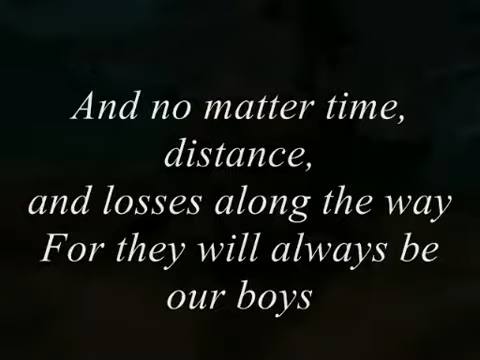 And no matter time,
distance,
and losses along the way
For they will always be
our boys